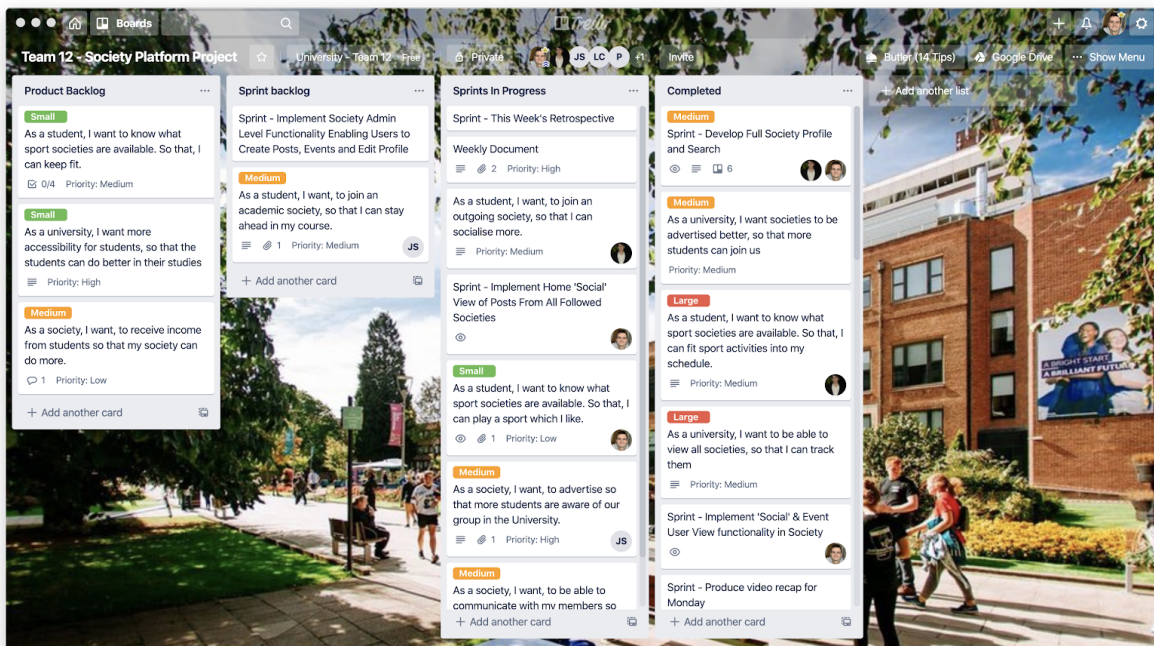 Boards
Trello
Team 12 - Society Platform Project
University - Team 12 Free
Private
JS LC P +1
Invite
Butler (14 Tips)
Google Drive
Show Menu
Product Backlog
Small
As a student, I want to know what
sport societies are available. So that, I
can keep fit.
0/4 Priority: Medium
Small
As a university, I want more
accessibility for students, so that the
students can do better in their studies
Priority: High
Medium
As a society, I want, to receive income
from students so that my society can
do more.
1 Priority: Low
+ Add another card
Sprint backlog
Sprint - Implement Society Admin
Level Functionality Enabling Users to
Create Posts, Events and Edit Profile
Medium
As a student, I want, to join an
academic society, so that I can stay
ahead in my course.
1 Priority: Medium JS
+ Add another card
Sprints In Progress
Sprint - This Week's Retrospective
Weekly Document
2 Priority: High
As a student, I want, to join an
outgoing society, so that I can
socialise more.
Priority: Medium
Sprint - Implement Home 'Social'
View of Posts From All Followed
Societies
Small
As a student, I want to know what
sport societies are available. So that, I
can play a sport which I like.
1 Priority: Low
Medium
As a society, I want, to advertise so
that more students are aware of our
group in the University.
1 Priority: High JS
Medium
As a society, I want, to be able to
communicate with my members so
+ Add another card
Completed
Medium
Sprint - Develop Full Society Profile
and Search
6
Medium
As a university, I want societies to be
advertised better, so that more
students can join us
Priority: Medium
Large
As a student, I want to know what
sport societies are available. So that, I
can fit sport activities into my
schedule.
Priority: Medium
Large
As a university, I want to be able to
view all societies, so that I can track
them
Priority: Medium
Sprint - Implement 'Social' & Event
User View functionality in Society
Sprint - Produce video recap for
Monday
+ Add another card
+ Add another list
A BRIGHT START,
A BRILLIANT FUTURE